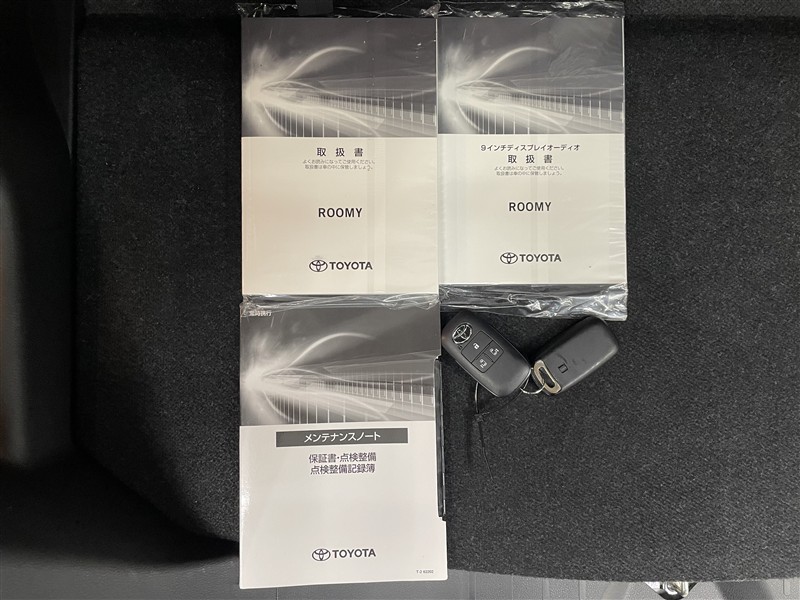 取扱書
よくお読みになってご使用ください。
取扱書は車の中に保管しましょう。
ROOMY
TOYOTA
9インチディスプレイオーディオ
取扱書
よくお読みになってご使用ください。
取扱書は車の中に保管しましょう。
ROOMY
TOYOTA
メンテナンスノート
保証書・点検整備
点検整備記録簿
TOYOTA